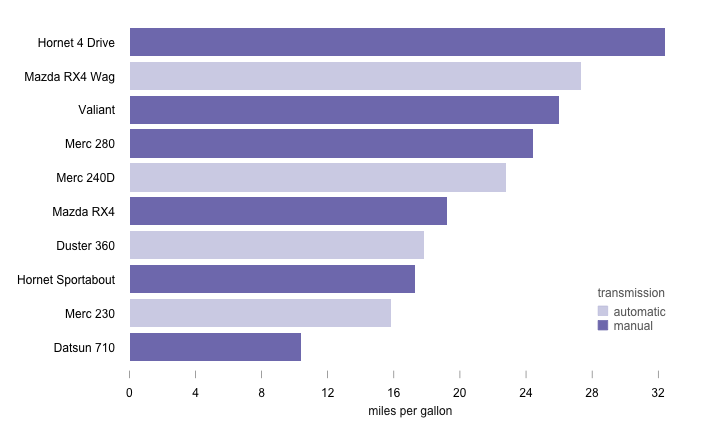 Hornet 4 Drive
Mazda RX4 Wag
Valiant
Merc 280
Merc 240D
Mazda RX4
Duster 360
Hornet Sportabout
Merc 230
Datsun 710
transmission
automatic
manual
0 4 8 12 16 20 24 28 32
miles per gallon